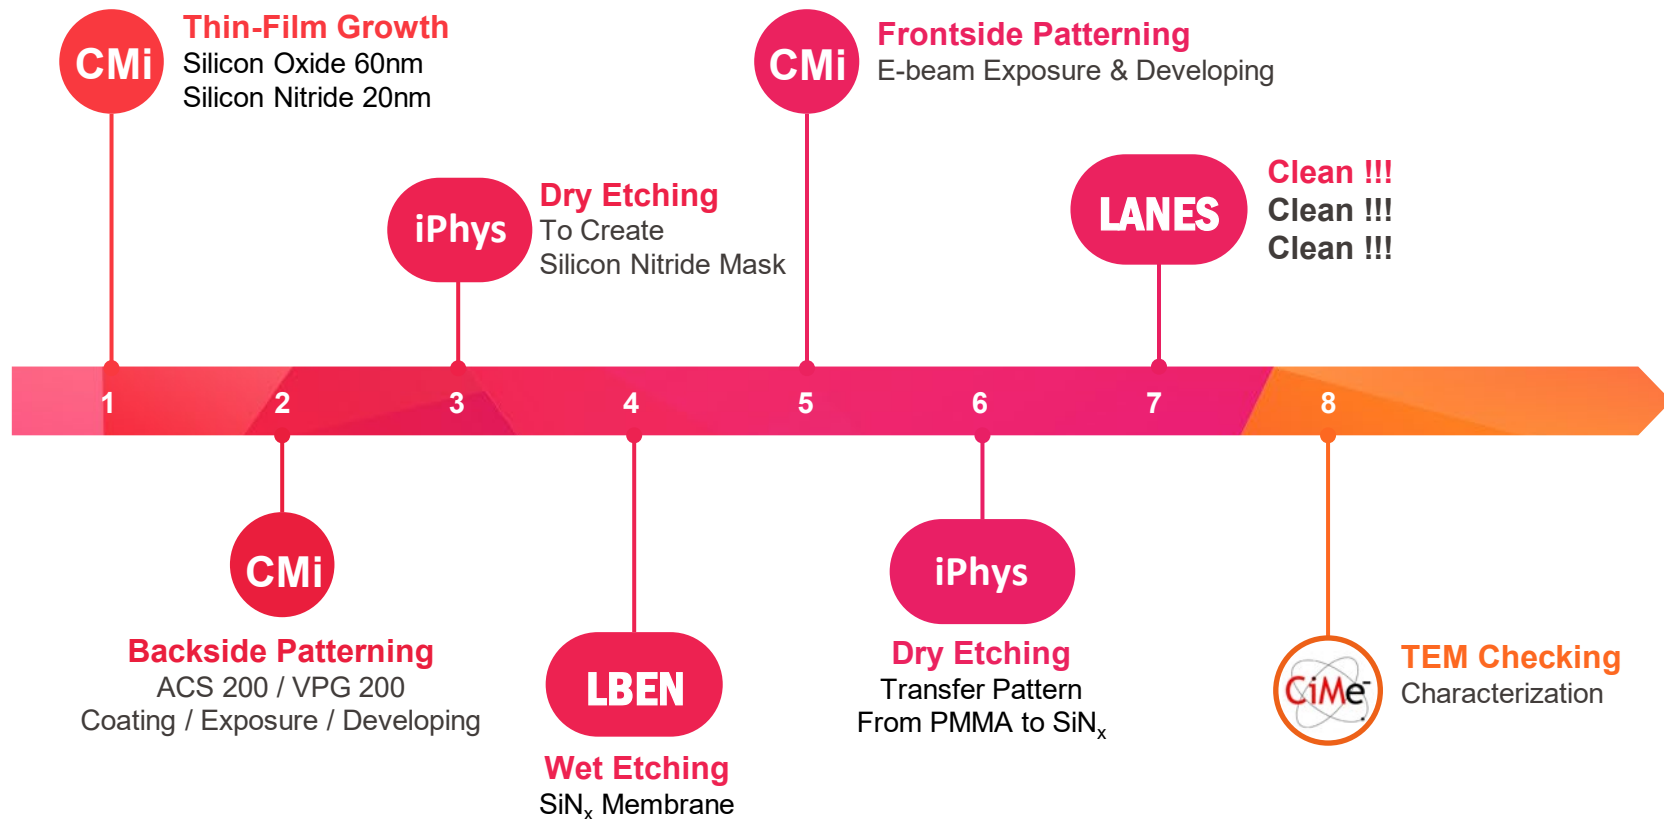 CMi
Thin-Film Growth
Silicon Oxide 60nm
Silicon Nitride 20nm
CMi
Frontside Patterning
E-beam Exposure & Developing
iPhys
Dry Etching
To Create
Silicon Nitride Mask
LANES
Clean !!!
Clean !!!
Clean !!!
1 2 3 4 5 6 7 8
CMi
Backside Patterning
ACS 200 / VPG 200
Coating / Exposure / Developing
LBEN
Wet Etching
SiNₓ Membrane
iPhys
Dry Etching
Transfer Pattern
From PMMA to SiNₓ
CiMe⁻
TEM Checking
Characterization